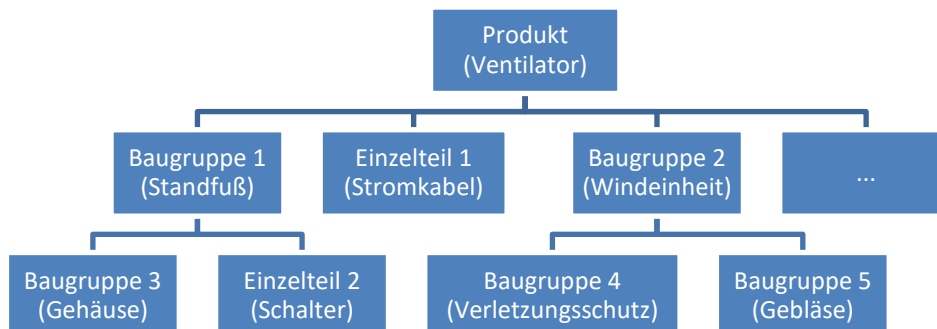 Produkt
(Ventilator)
Baugruppe 1
(Standfuß)
Einzelteil 1
(Stromkabel)
Baugruppe 2
(Windeinheit)
...
Baugruppe 3
(Gehäuse)
Einzelteil 2
(Schalter)
Baugruppe 4
(Verletzungsschutz)
Baugruppe 5
(Gebläse)